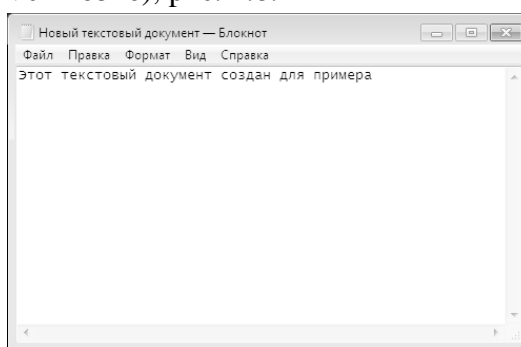 Новый текстовый документ — Блокнот
Файл Правка Формат Вид Справка
Этот текстовый документ создан для примера